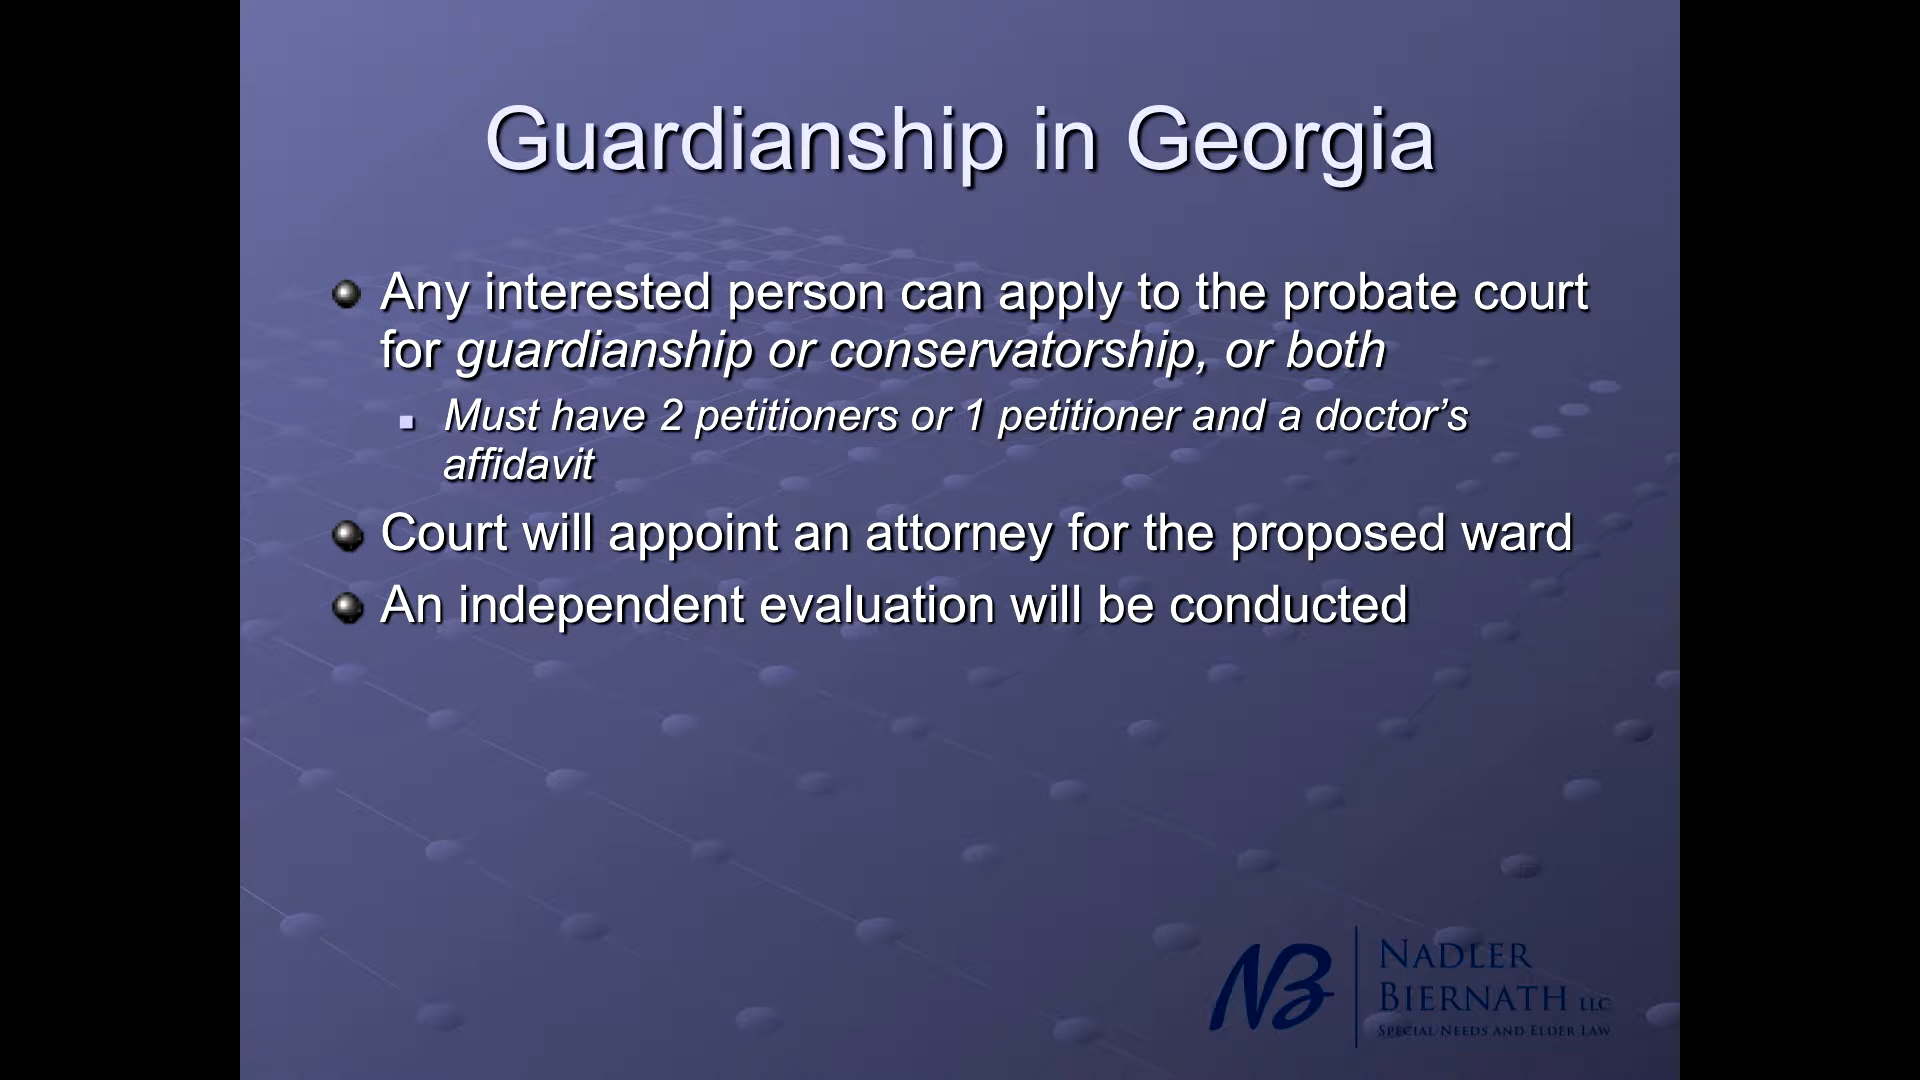 Guardianship in Georgia
Any interested person can apply to the probate court
for guardianship or conservatorship, or both
Must have 2 petitioners or 1 petitioner and a doctor’s
affidavit
Court will appoint an attorney for the proposed ward
An independent evaluation will be conducted
NB
NADLER
BIERNATH LLC
SPECIAL NEEDS AND ELDER LAW